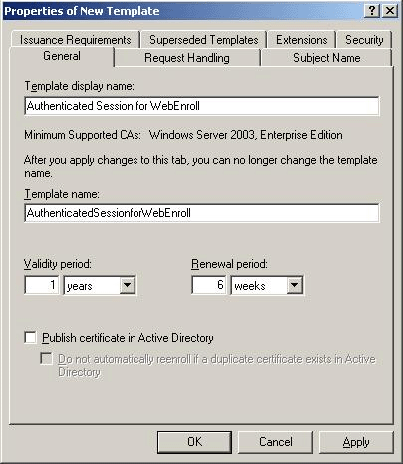 Properties of New Template
Issuance Requirements Superseded Templates Extensions Security
General Request Handling Subject Name
Template display name:
Authenticated Session for WebEnroll
Minimum Supported CAs: Windows Server 2003, Enterprise Edition
After you apply changes to this tab, you can no longer change the template
name.
Template name:
AuthenticatedSessionforWebEnroll
Validity period: Renewal period:
1 years 6 weeks
Publish certificate in Active Directory
Do not automatically reenroll if a duplicate certificate exists in Active
Directory
OK Cancel Apply